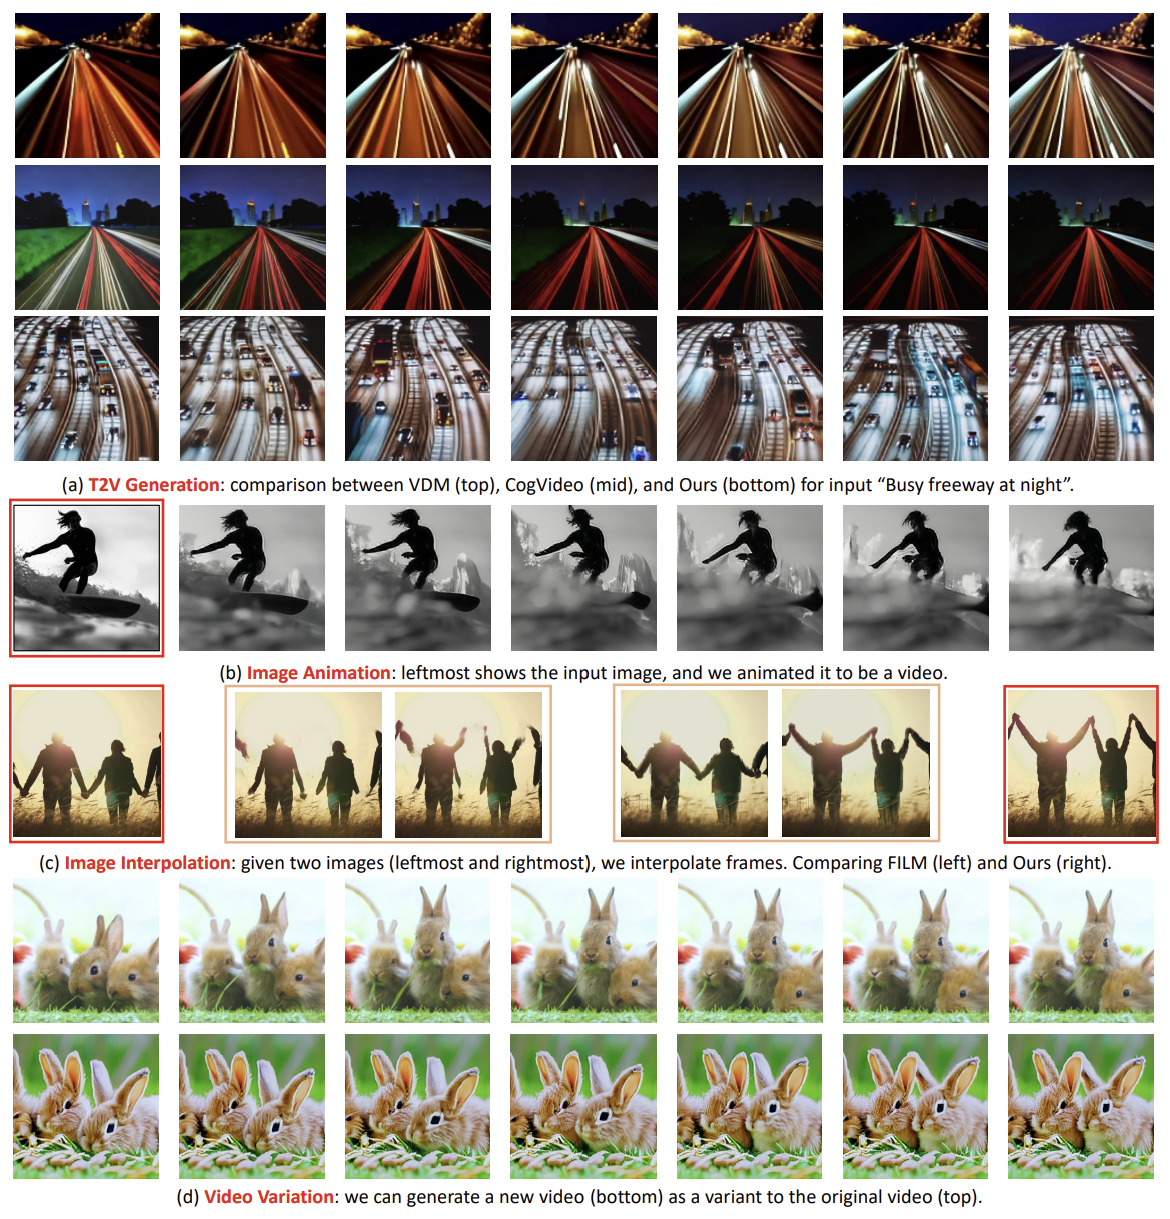 (a) T2V Generation: comparison between VDM (top), CogVideo (mid), and Ours (bottom) for input “Busy freeway at night”.
(b) Image Animation: leftmost shows the input image, and we animated it to be a video.
(c) Image Interpolation: given two images (leftmost and rightmost), we interpolate frames. Comparing FILM (left) and Ours (right).
(d) Video Variation: we can generate a new video (bottom) as a variant to the original video (top).